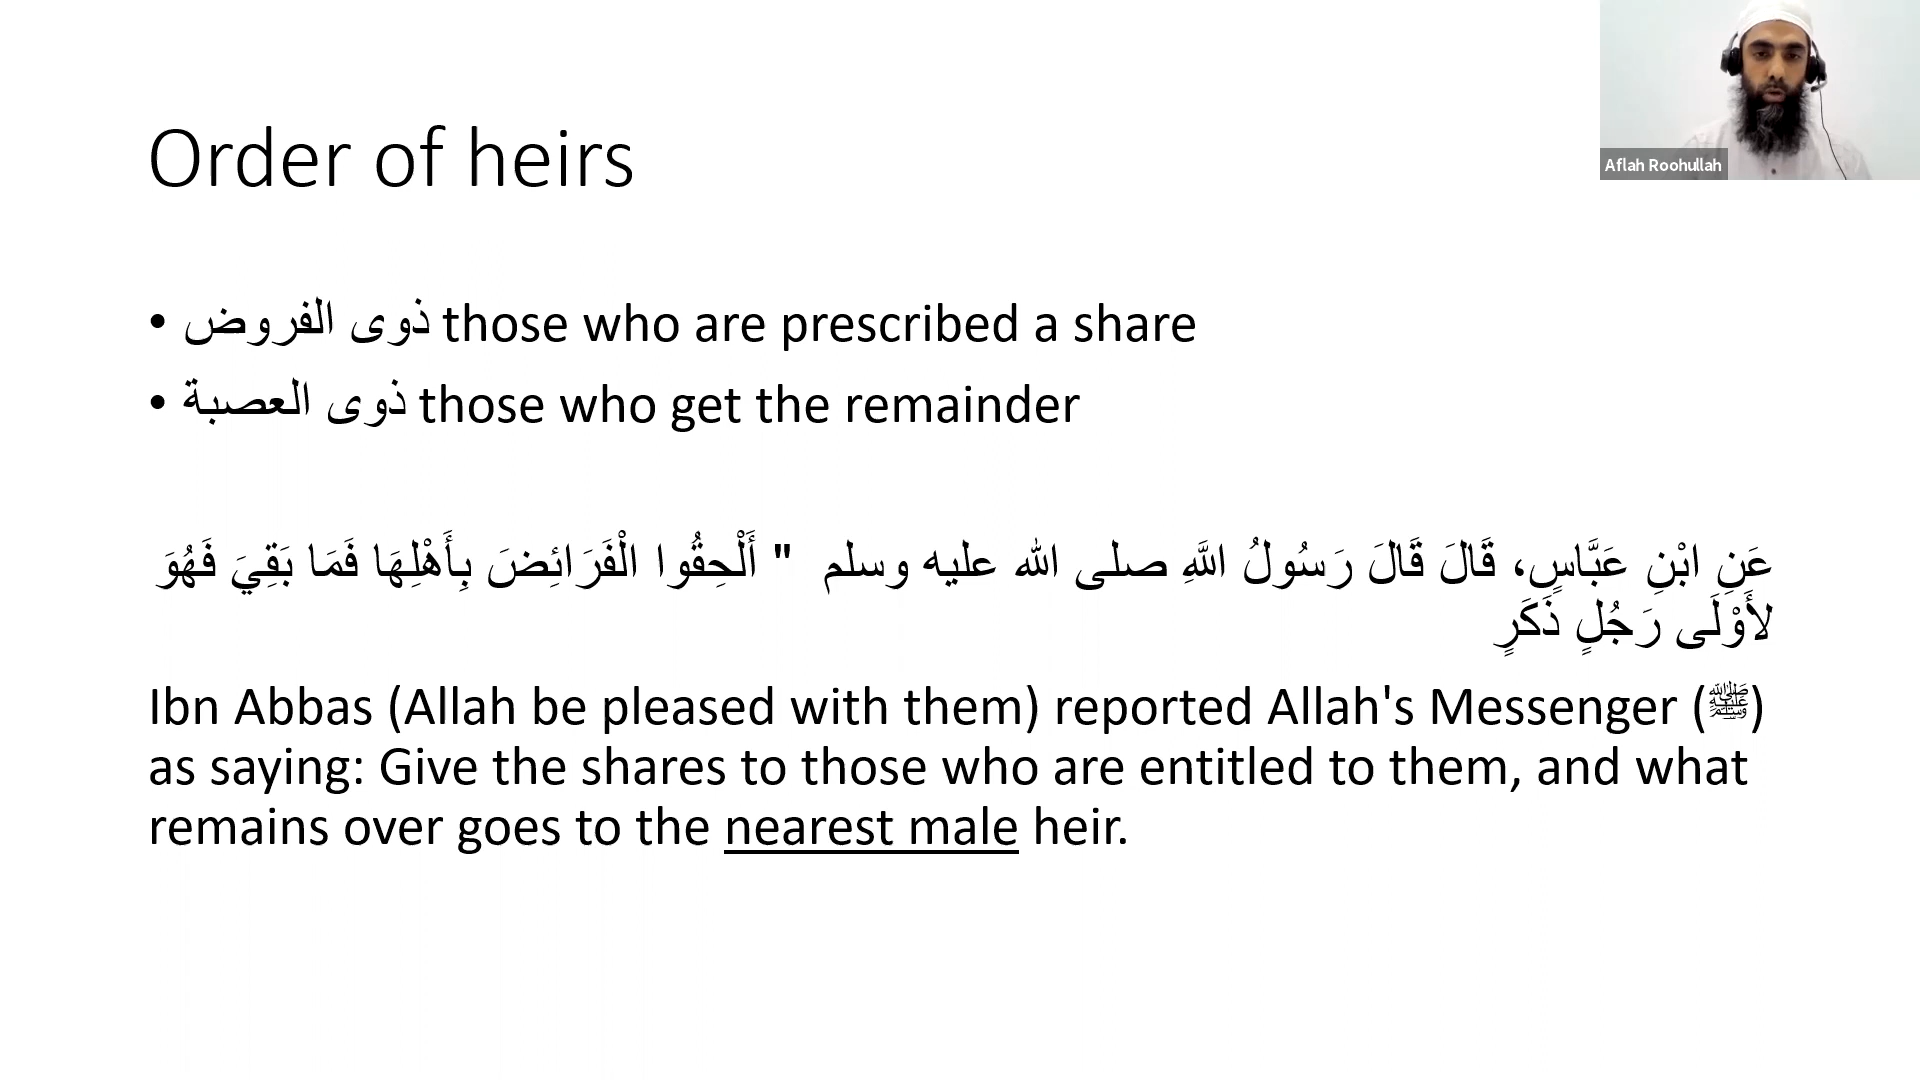 Order of heirs
Aflah Roohullah
• ذوى الفروض those who are prescribed a share
• ذوى العصبة those who get the remainder
عَنِ ابْنِ عَبَّاسٍ، قَالَ قَالَ رَسُولُ اللَّهِ صلى الله عليه وسلم " أَلْحِقُوا الْفَرَائِضَ بِأَهْلِهَا فَمَا بَقِيَ فَهُوَ
لأَوْلَى رَجُلٍ ذَكَرٍ
Ibn Abbas (Allah be pleased with them) reported Allah's Messenger (ﷺ)
as saying: Give the shares to those who are entitled to them, and what
remains over goes to the nearest male heir.